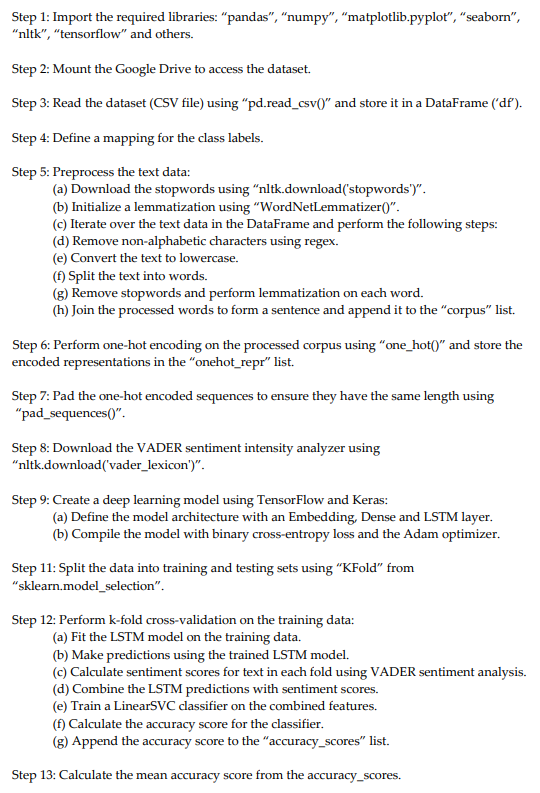 Step 1: Import the required libraries: “pandas”, “numpy”, “matplotlib.pyplot”, “seaborn”,
“nltk”, “tensorflow” and others.
Step 2: Mount the Google Drive to access the dataset.
Step 3: Read the dataset (CSV file) using “pd.read_csv()” and store it in a DataFrame (‘df’).
Step 4: Define a mapping for the class labels.
Step 5: Preprocess the text data:
(a) Download the stopwords using “nltk.download('stopwords')”.
(b) Initialize a lemmatization using “WordNetLemmatizer()”.
(c) Iterate over the text data in the DataFrame and perform the following steps:
(d) Remove non-alphabetic characters using regex.
(e) Convert the text to lowercase.
(f) Split the text into words.
(g) Remove stopwords and perform lemmatization on each word.
(h) Join the processed words to form a sentence and append it to the “corpus” list.
Step 6: Perform one-hot encoding on the processed corpus using “one_hot()” and store the
encoded representations in the “onehot_repr” list.
Step 7: Pad the one-hot encoded sequences to ensure they have the same length using
“pad_sequences()”.
Step 8: Download the VADER sentiment intensity analyzer using
“nltk.download('vader_lexicon')”.
Step 9: Create a deep learning model using TensorFlow and Keras:
(a) Define the model architecture with an Embedding, Dense and LSTM layer.
(b) Compile the model with binary cross-entropy loss and the Adam optimizer.
Step 11: Split the data into training and testing sets using “KFold” from
“sklearn.model_selection”.
Step 12: Perform k-fold cross-validation on the training data:
(a) Fit the LSTM model on the training data.
(b) Make predictions using the trained LSTM model.
(c) Calculate sentiment scores for text in each fold using VADER sentiment analysis.
(d) Combine the LSTM predictions with sentiment scores.
(e) Train a LinearSVC classifier on the combined features.
(f) Calculate the accuracy score for the classifier.
(g) Append the accuracy score to the “accuracy_scores” list.
Step 13: Calculate the mean accuracy score from the accuracy_scores.